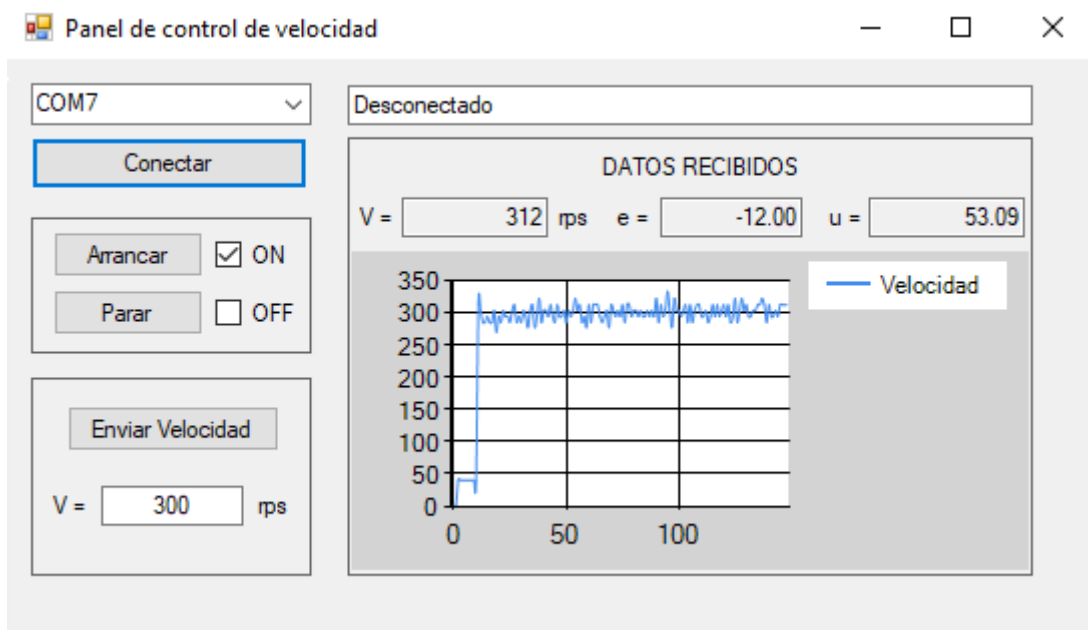 Panel de control de velocidad
COM7
Desconectado
Conectar
DATOS RECIBIDOS
V = 312 rps e = -12.00 u = 53.09
Arrancar ON
Parar OFF
Velocidad
350
300
250
200
150
100
50
0
0 50 100
Enviar Velocidad
V = 300 rps